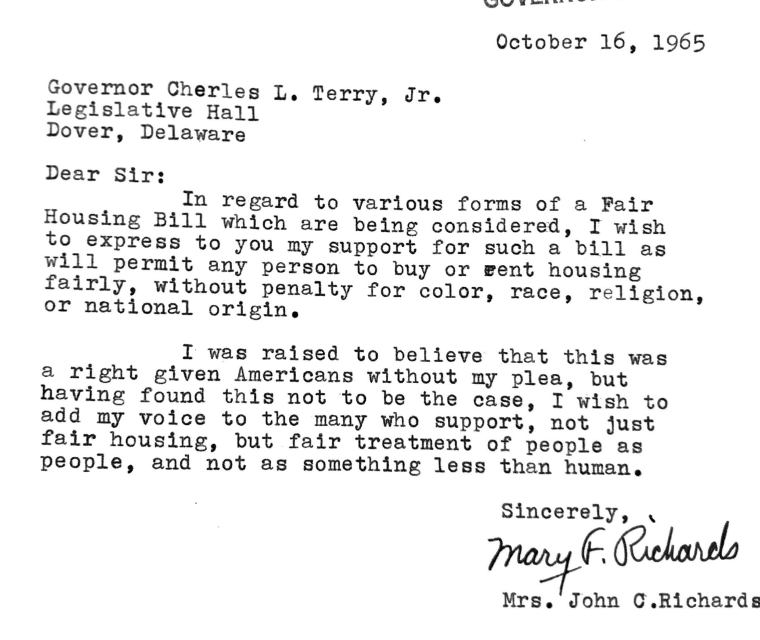 October 16, 1965
Governor Cherles L. Terry, Jr.
Legislative Hall
Dover, Delaware
Dear Sir:
In regard to various forms of a Fair
Housing Bill which are being considered, I wish
to express to you my support for such a bill as
will permit any person to buy or rent housing
fairly, without penalty for color, race, religion,
or national origin.
I was raised to believe that this was
a right given Americans without my plea, but
having found this not to be the case, I wish to
add my voice to the many who support, not just
fair housing, but fair treatment of people as
people, and not as something less than human.
Sincerely,
Mary F. Richards
Mrs. John C.Richards